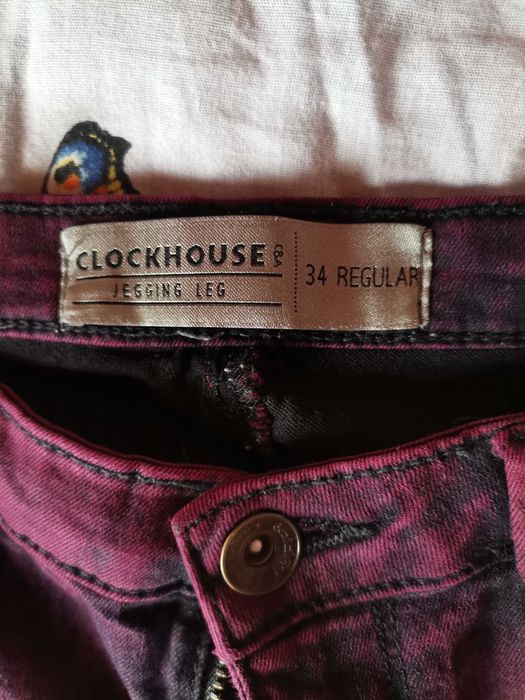 CLOCKHOUSE C&A
JEGGING LEG
34 REGULAR